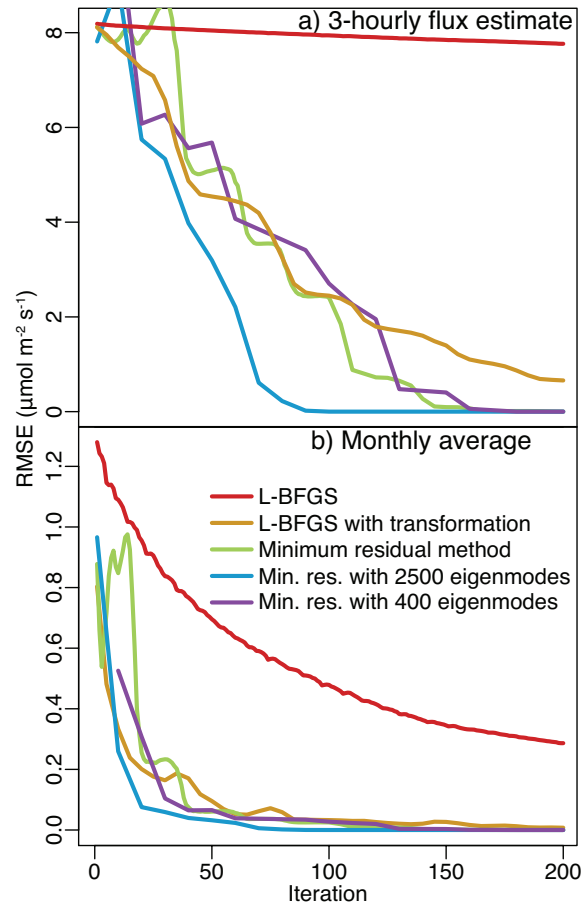 a) 3-hourly flux estimate
8
6
4
2
0
RMSE (μmol m⁻² s⁻¹)
b) Monthly average
1.2
1.0
0.8
0.6
0.4
0.2
0.0
L-BFGS
L-BFGS with transformation
Minimum residual method
Min. res. with 2500 eigenmodes
Min. res. with 400 eigenmodes
0 50 100 150 200
Iteration